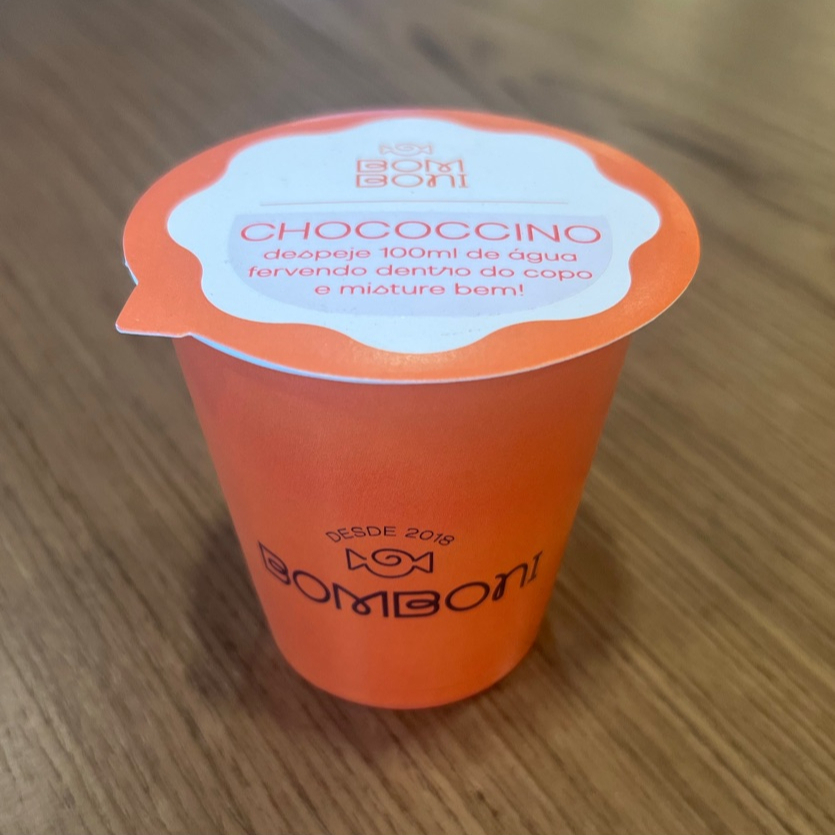 BOM
BONI
CHOCOCCINO
despeje 100ml de água
fervendo dentro do copo
e misture bem!
DESDE 2018
BOMBONI